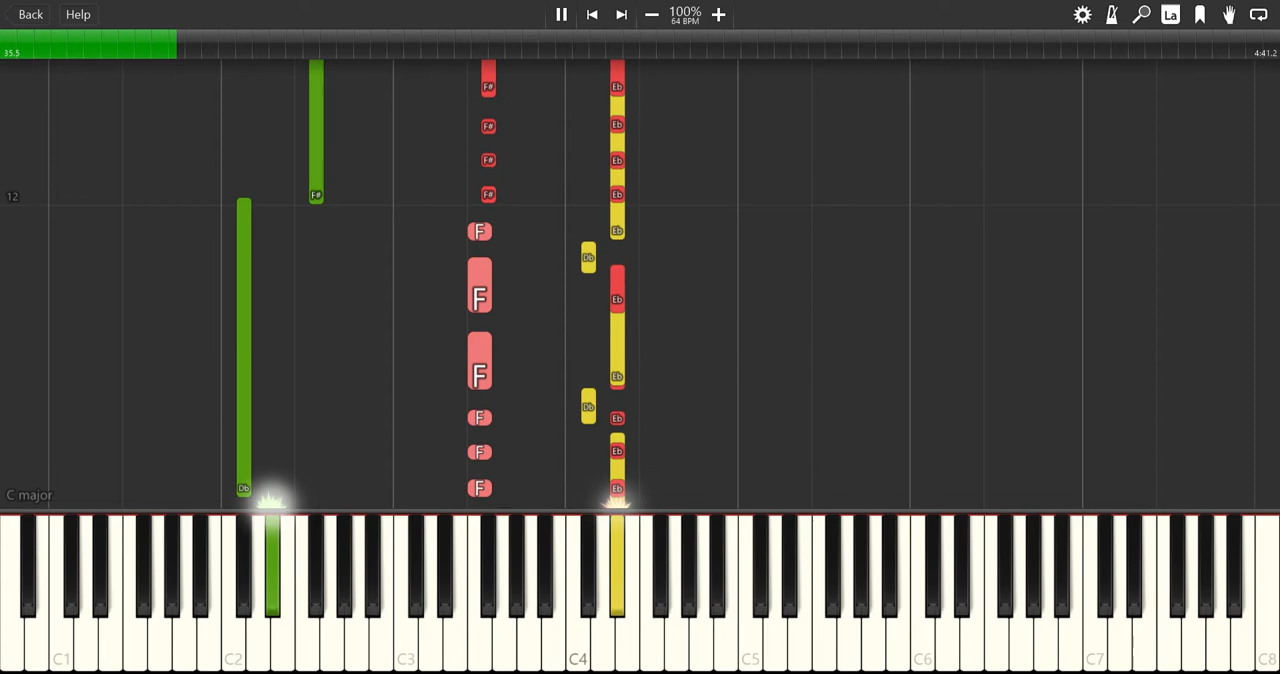 Back Help 100% La
64 BPM
35.5 4:41.2
F# Eb
F# Eb
F# Eb
12 F# F# Eb
F Eb
Db
F Eb
F Eb
Db
F Eb
F Eb
C major Db F Eb
C1 C2 C3 C4 C5 C6 C7 C8